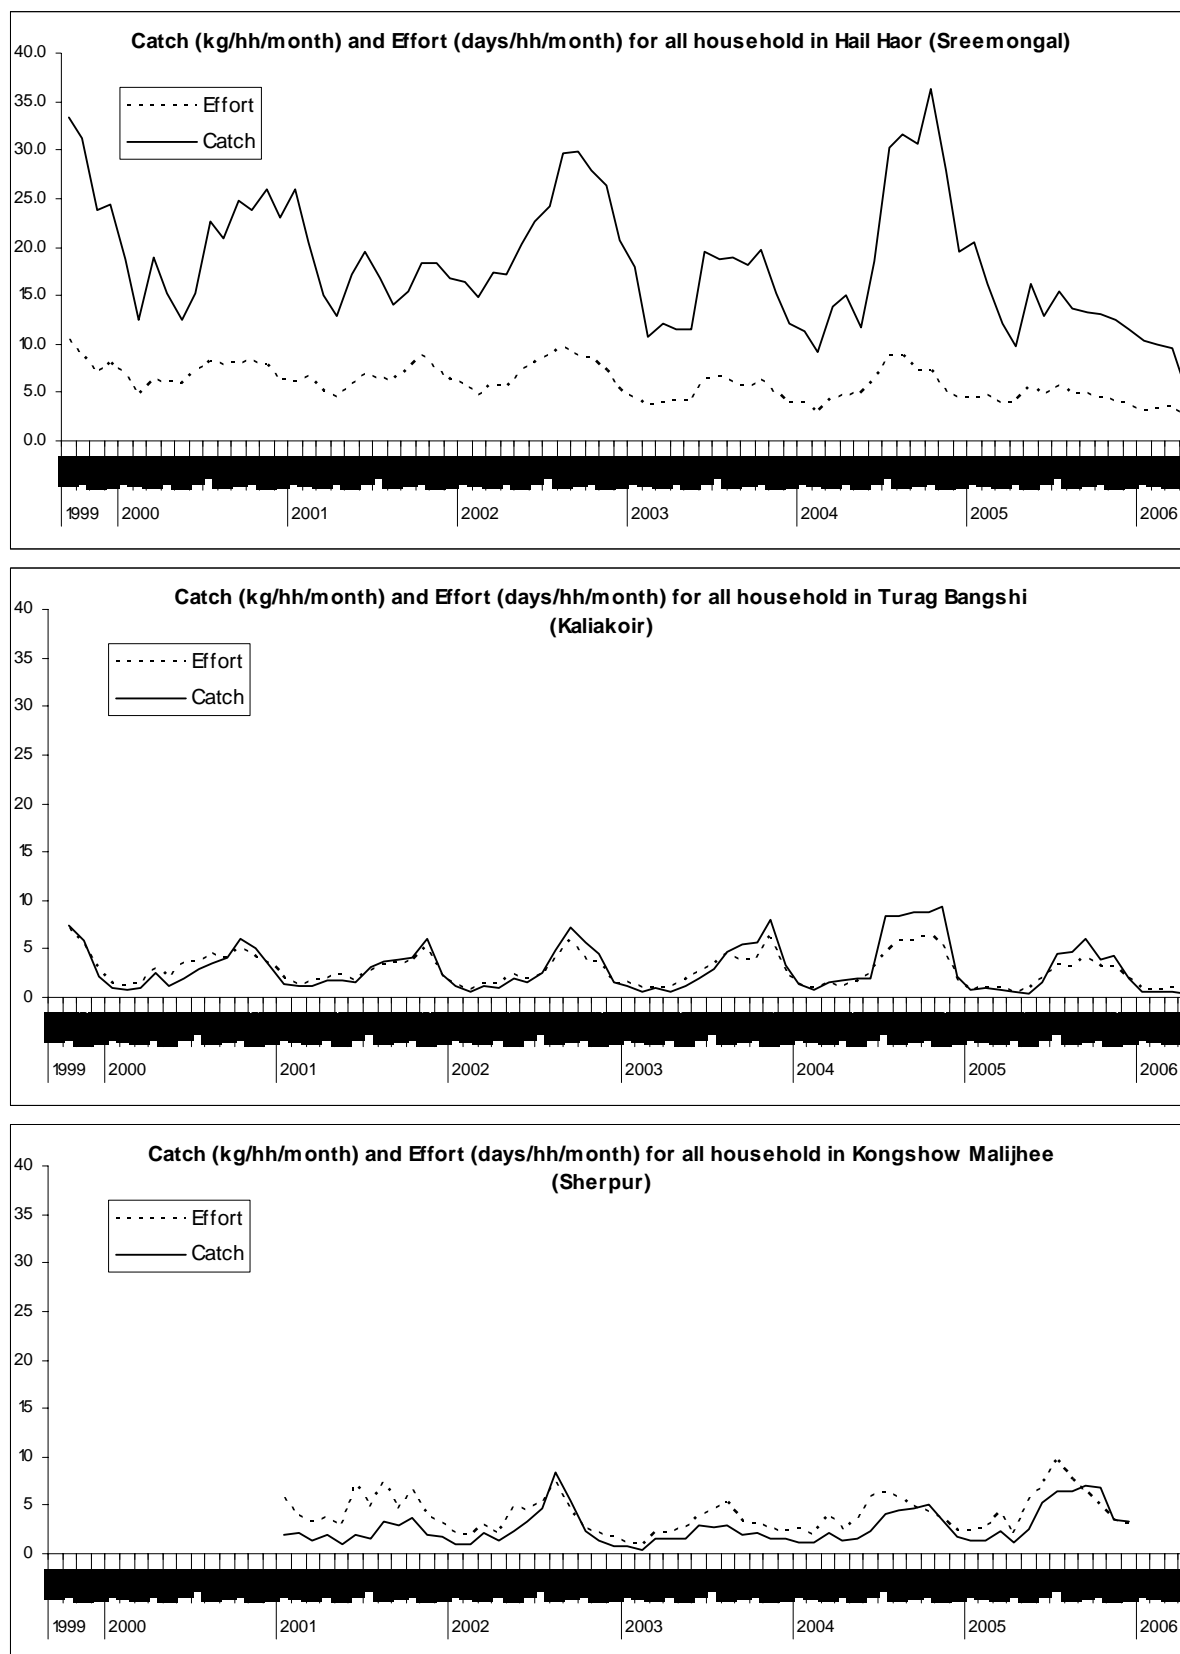 Catch (kg/hh/month) and Effort (days/hh/month) for all household in Hail Haor (Sreemongal)
40.0
35.0
30.0
25.0
20.0
15.0
10.0
5.0
0.0
Effort
Catch
1999 2000 2001 2002 2003 2004 2005 2006
Catch (kg/hh/month) and Effort (days/hh/month) for all household in Turag Bangshi
(Kaliakoir)
40
35
30
25
20
15
10
5
0
Effort
Catch
1999 2000 2001 2002 2003 2004 2005 2006
Catch (kg/hh/month) and Effort (days/hh/month) for all household in Kongshow Malijhee
(Sherpur)
40
35
30
25
20
15
10
5
0
Effort
Catch
1999 2000 2001 2002 2003 2004 2005 2006